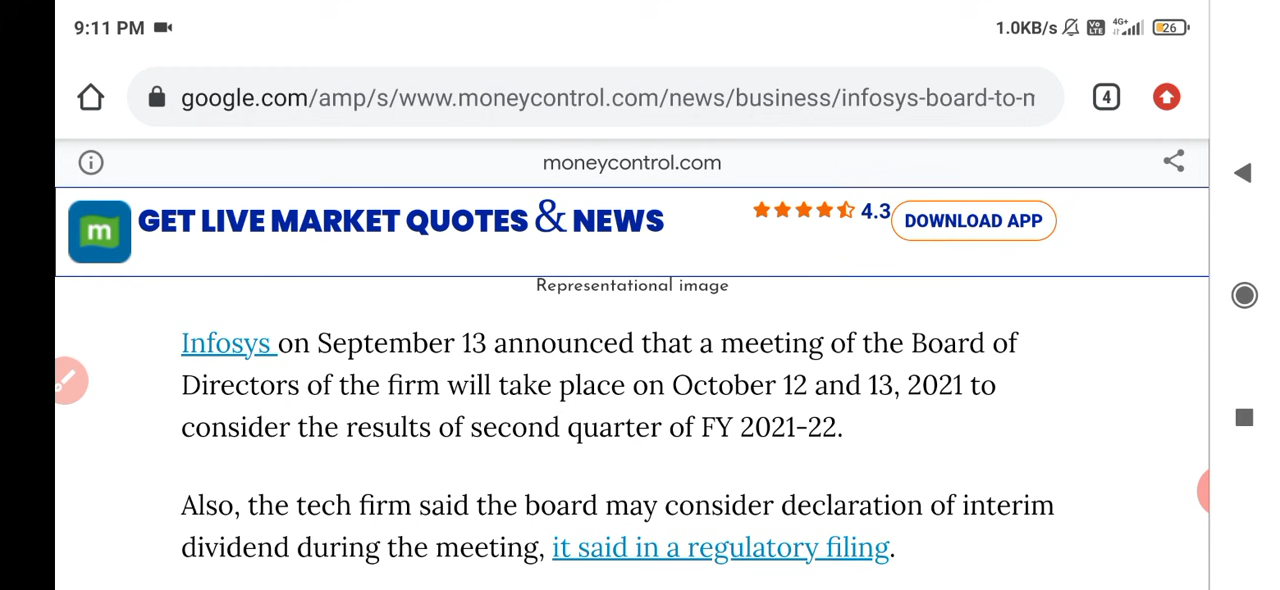 9:11 PM
1.0KB/s Vo LTE 4G+ 26
google.com/amp/s/www.moneycontrol.com/news/business/infosys-board-to-n
4
moneycontrol.com
m GET LIVE MARKET QUOTES & NEWS 4.3 DOWNLOAD APP
Representational image
Infosys on September 13 announced that a meeting of the Board of
Directors of the firm will take place on October 12 and 13, 2021 to
consider the results of second quarter of FY 2021-22.
Also, the tech firm said the board may consider declaration of interim
dividend during the meeting, it said in a regulatory filing.